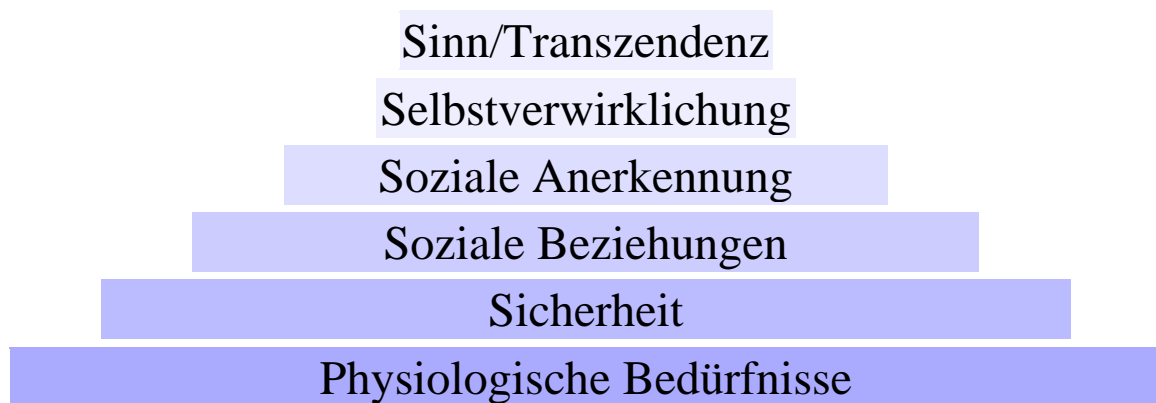 Sinn/Transzendenz
Selbstverwirklichung
Soziale Anerkennung
Soziale Beziehungen
Sicherheit
Physiologische Bedürfnisse